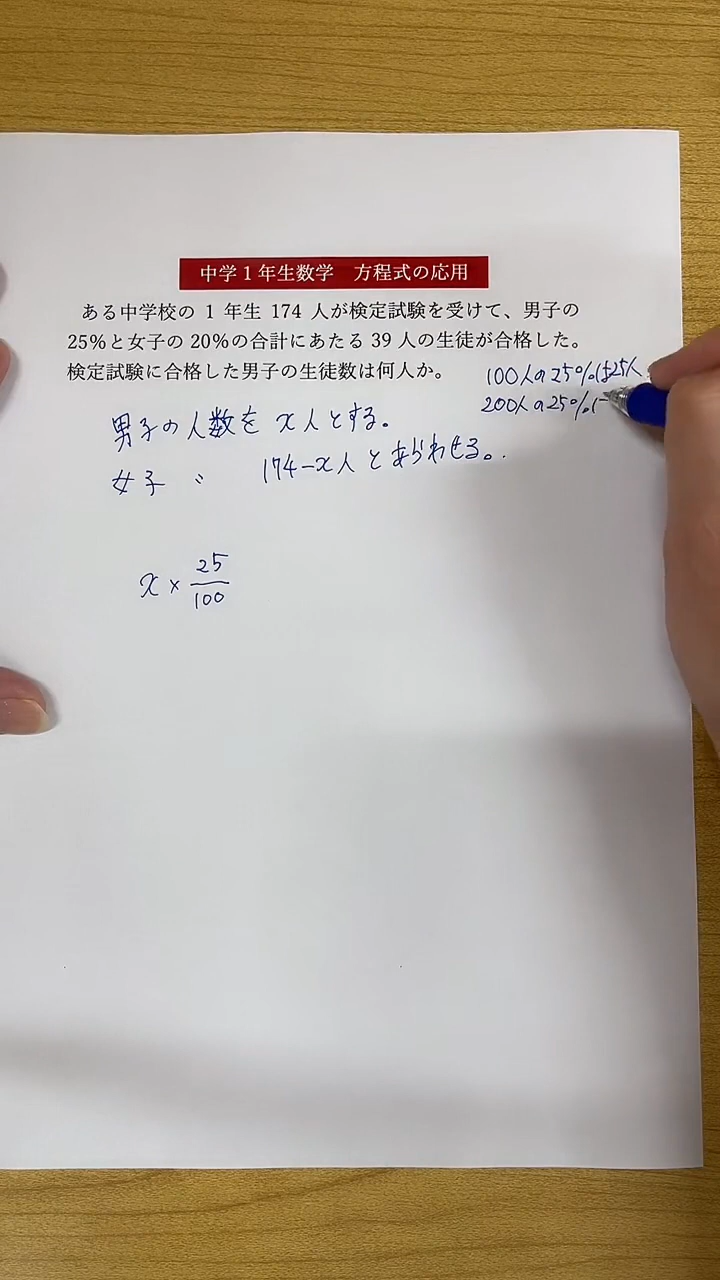 中学1年生数学　方程式の応用
ある中学校の 1 年生 174 人が検定試験を受けて、男子の
25%と女子の 20%の合計にあたる 39 人の生徒が合格した。
検定試験に合格した男子の生徒数は何人か。
100人の25%は25人
200人の25%
男子の人数を x人とする。
女子 〃 174-x人 とあらわせる。
x × 25/100